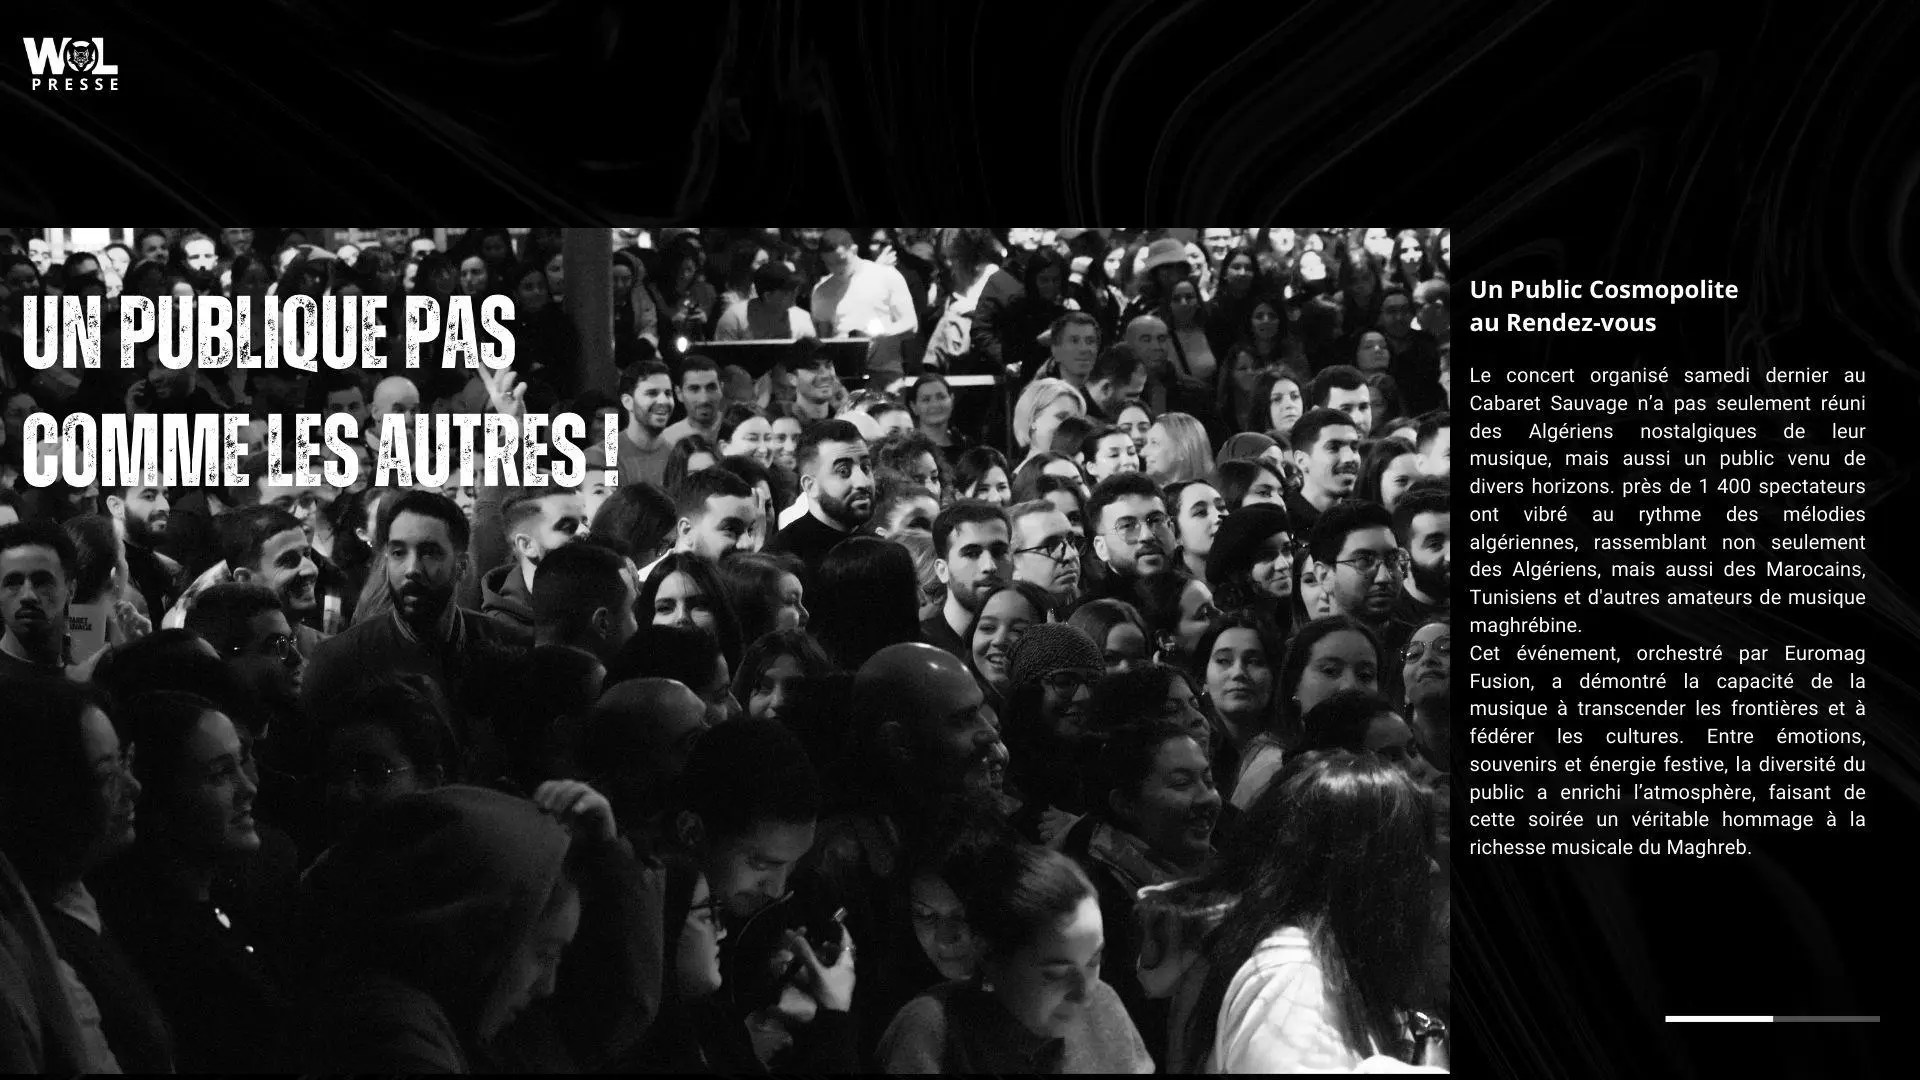 WOL
PRESSE
UN PUBLIQUE PAS
COMME LES AUTRES !
Un Public Cosmopolite
au Rendez-vous
Le concert organisé samedi dernier au
Cabaret Sauvage n’a pas seulement réuni
des Algériens nostalgiques de leur
musique, mais aussi un public venu de
divers horizons. près de 1 400 spectateurs
ont vibré au rythme des mélodies
algériennes, rassemblant non seulement
des Algériens, mais aussi des Marocains,
Tunisiens et d'autres amateurs de musique
maghrébine.
Cet événement, orchestré par Euromag
Fusion, a démontré la capacité de la
musique à transcender les frontières et à
fédérer les cultures. Entre émotions,
souvenirs et énergie festive, la diversité du
public a enrichi l’atmosphère, faisant de
cette soirée un véritable hommage à la
richesse musicale du Maghreb.